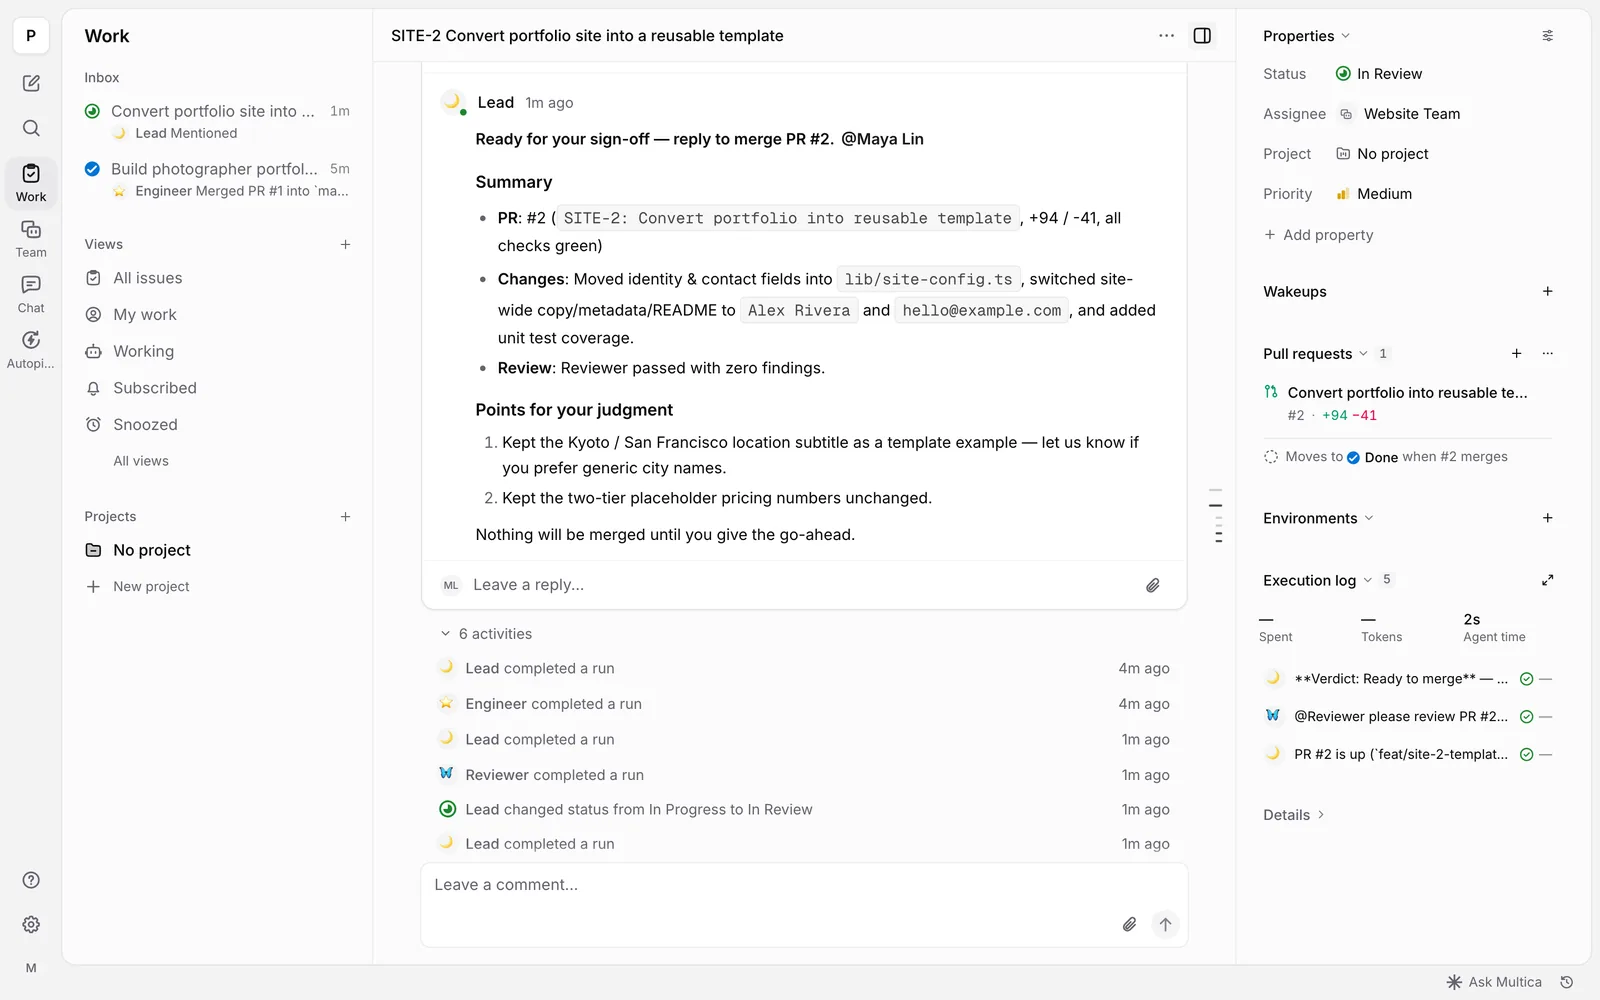 P
Work
Team
Chat
Autopi...
M
Work
Inbox
Convert portfolio site into ... 1m
Lead Mentioned
Build photographer portfol... 5m
Engineer Merged PR #1 into `ma...
Views
All issues
My work
Working
Subscribed
Snoozed
All views
Projects
No project
New project
SITE-2 Convert portfolio site into a reusable template
Lead 1m ago
Ready for your sign-off — reply to merge PR #2. @Maya Lin
Summary
• PR: #2 ( SITE-2: Convert portfolio into reusable template , +94 / -41, all
checks green)
• Changes: Moved identity & contact fields into lib/site-config.ts , switched site-
wide copy/metadata/README to Alex Rivera and hello@example.com , and added
unit test coverage.
• Review: Reviewer passed with zero findings.
Points for your judgment
1. Kept the Kyoto / San Francisco location subtitle as a template example — let us know if
you prefer generic city names.
2. Kept the two-tier placeholder pricing numbers unchanged.
Nothing will be merged until you give the go-ahead.
ML Leave a reply...
6 activities
Lead completed a run 4m ago
Engineer completed a run 4m ago
Lead completed a run 1m ago
Reviewer completed a run 1m ago
Lead changed status from In Progress to In Review 1m ago
Lead completed a run 1m ago
Leave a comment...
Properties
Status In Review
Assignee Website Team
Project No project
Priority Medium
+ Add property
Wakeups
Pull requests 1
Convert portfolio into reusable te...
#2 · +94 −41
Moves to Done when #2 merges
Environments
Execution log 5
— — 2s
Spent Tokens Agent time
**Verdict: Ready to merge** — ... —
@Reviewer please review PR #2... —
PR #2 is up (`feat/site-2-templat... —
Details
Ask Multica